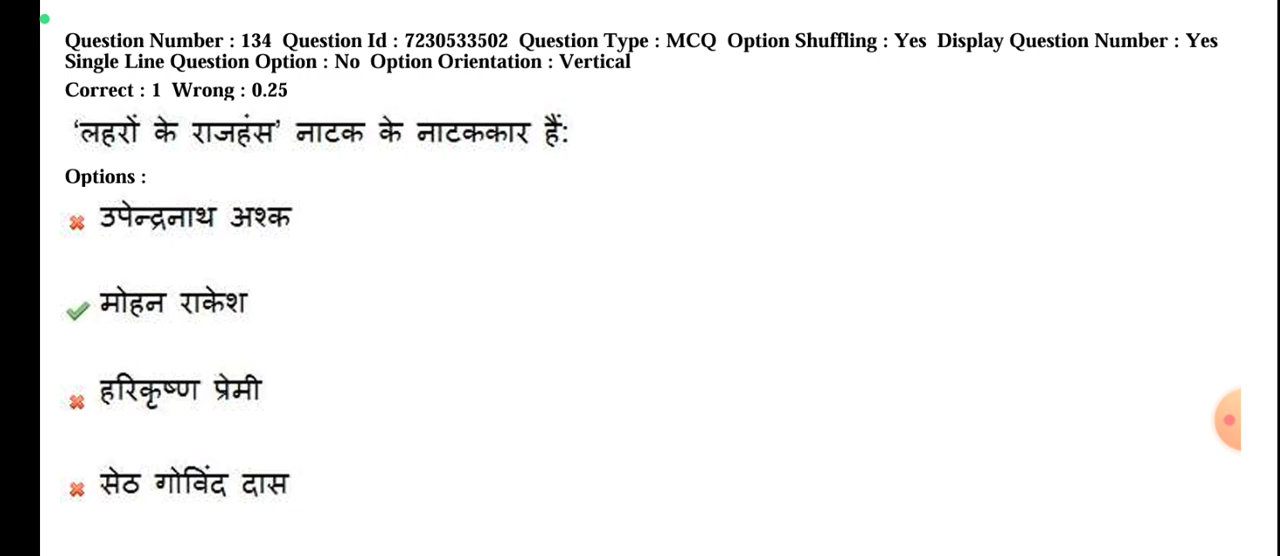 Question Number : 134 Question Id : 7230533502 Question Type : MCQ Option Shuffling : Yes Display Question Number : Yes
Single Line Question Option : No Option Orientation : Vertical
Correct : 1 Wrong : 0.25
‘लहरों के राजहंस’ नाटक के नाटककार हैं:
Options :
उपेन्द्रनाथ अश्क
मोहन राकेश
हरिकृष्ण प्रेमी
सेठ गोविंद दास